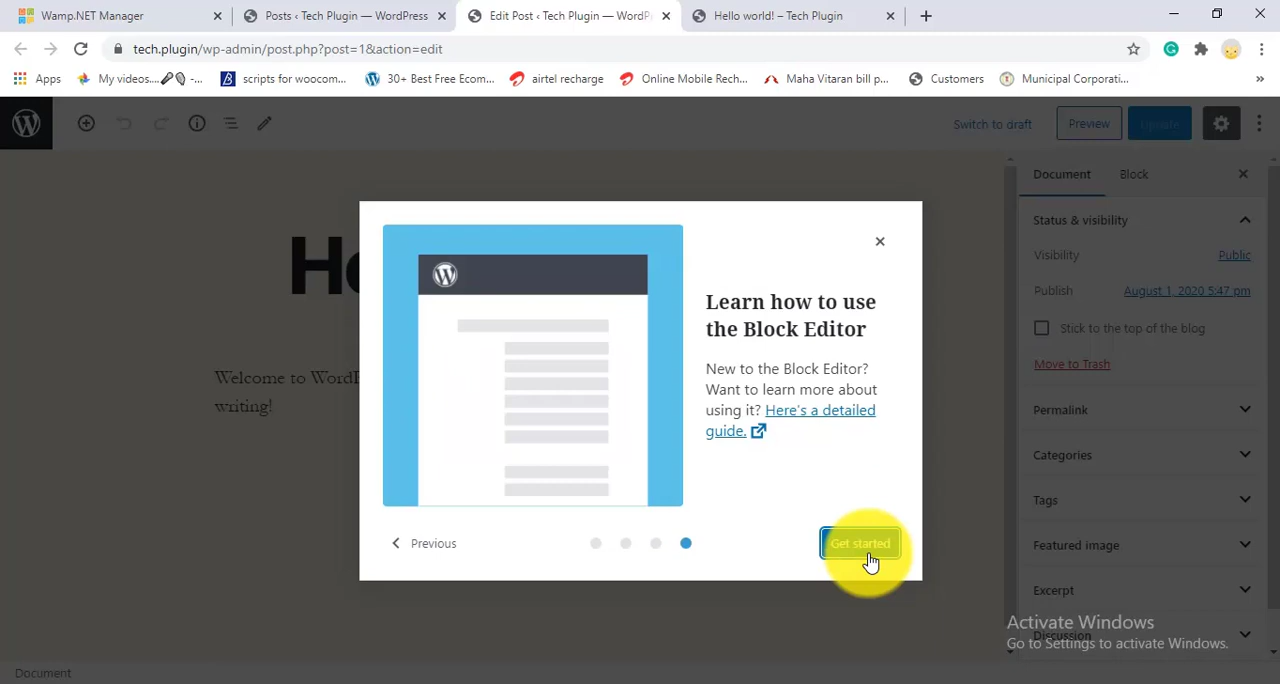 Wamp.NET Manager
Posts ‹ Tech Plugin — WordPress
Edit Post ‹ Tech Plugin — WordP
Hello world! – Tech Plugin
tech.plugin/wp-admin/post.php?post=1&action=edit
Apps
My videos....🎤🎧 -...
scripts for woocom...
30+ Best Free Ecom...
airtel recharge
Online Mobile Rech...
Maha Vitaran bill p...
Customers
Municipal Corporati...
»
Switch to draft
Preview
Update
Document
Block
Status & visibility
Visibility
Public
Publish
August 1, 2020 5:47 pm
Stick to the top of the blog
Move to Trash
Permalink
Categories
Tags
Featured image
Excerpt
Discussion
He
Welcome to WordP
writing!
Learn how to use
the Block Editor
New to the Block Editor?
Want to learn more about
using it? Here's a detailed
guide.
Previous
Get started
Activate Windows
Go to Settings to activate Windows.
Document